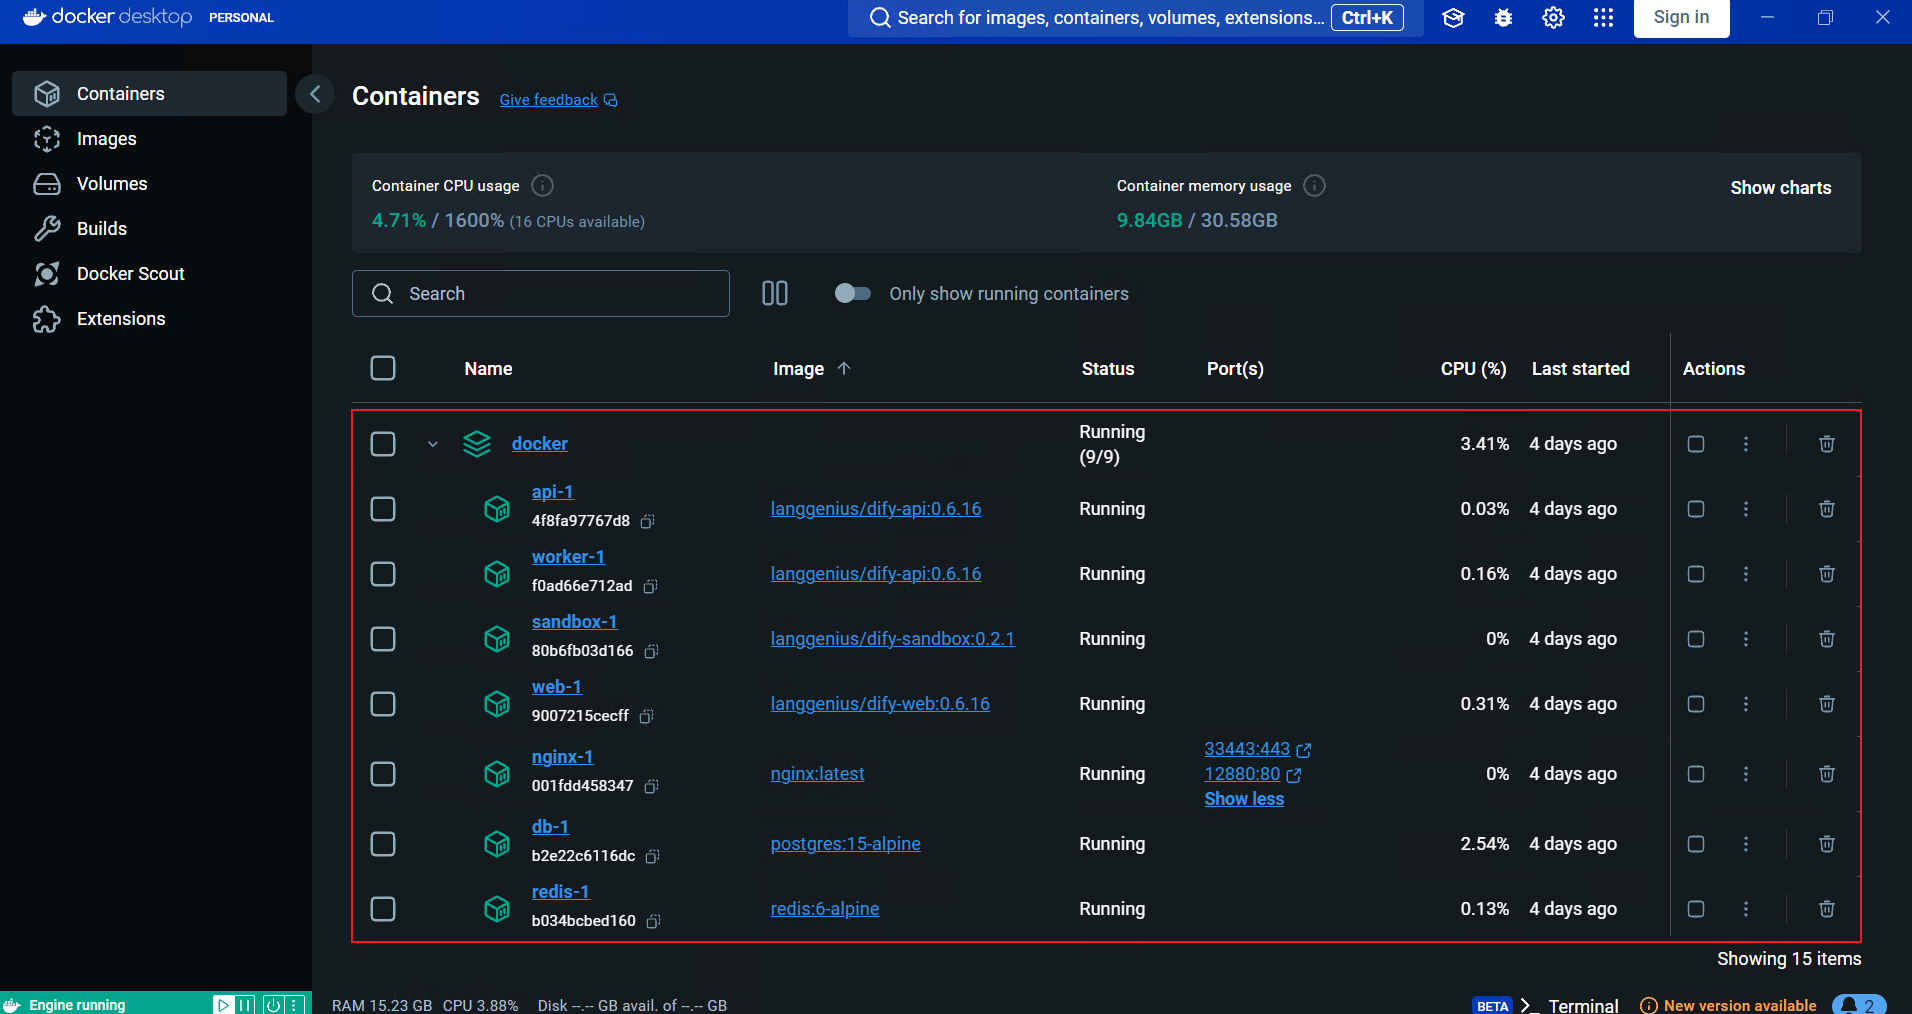 docker desktop PERSONAL
Search for images, containers, volumes, extensions... Ctrl+K
Sign in
Containers
Images
Volumes
Builds
Docker Scout
Extensions
Containers Give feedback
Container CPU usage
4.71% / 1600% (16 CPUs available)
Container memory usage
9.84GB / 30.58GB
Show charts
Search
Only show running containers
Name Image Status Port(s) CPU (%) Last started Actions
docker Running (9/9) 3.41% 4 days ago
api-1
4f8fa97767d8
langgenius/dify-api:0.6.16 Running 0.03% 4 days ago
worker-1
f0ad66e712ad
langgenius/dify-api:0.6.16 Running 0.16% 4 days ago
sandbox-1
80b6fb03d166
langgenius/dify-sandbox:0.2.1 Running 0% 4 days ago
web-1
9007215cecff
langgenius/dify-web:0.6.16 Running 0.31% 4 days ago
nginx-1
001fdd458347
nginx:latest Running
33443:443
12880:80
Show less
0% 4 days ago
db-1
b2e22c6116dc
postgres:15-alpine Running 2.54% 4 days ago
redis-1
b034bcbed160
redis:6-alpine Running 0.13% 4 days ago
Showing 15 items
Engine running
RAM 15.23 GB CPU 3.88% Disk --.-- GB avail. of --.-- GB
BETA >_ Terminal New version available 2